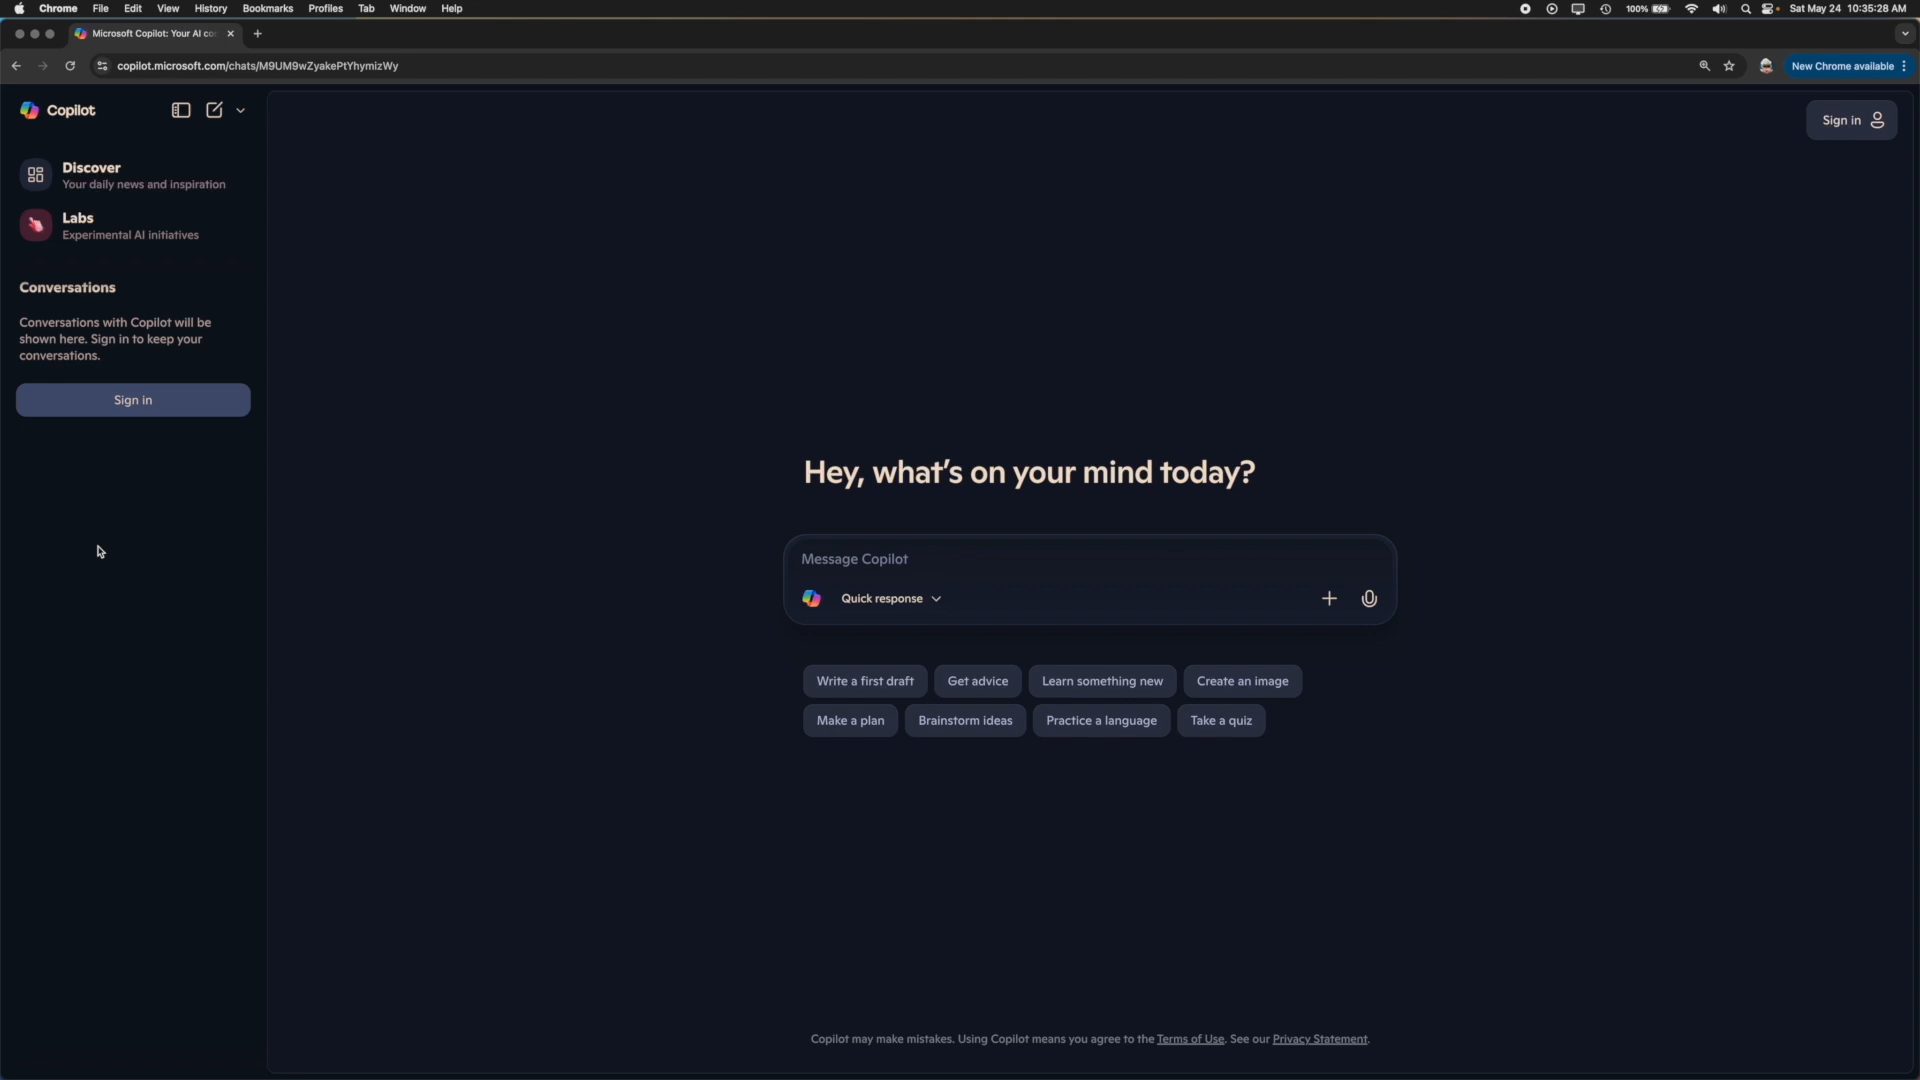 Chrome File Edit View History Bookmarks Profiles Tab Window Help
100% Sat May 24 10:35:28 AM
Microsoft Copilot: Your AI co
copilot.microsoft.com/chats/M9UM9wZyakePtYhymizWy
New Chrome available
Copilot
Sign in
Discover
Your daily news and inspiration
Labs
Experimental AI initiatives
Conversations
Conversations with Copilot will be
shown here. Sign in to keep your
conversations.
Sign in
Hey, what's on your mind today?
Message Copilot
Quick response
Write a first draft Get advice Learn something new Create an image
Make a plan Brainstorm ideas Practice a language Take a quiz
Copilot may make mistakes. Using Copilot means you agree to the Terms of Use. See our Privacy Statement.